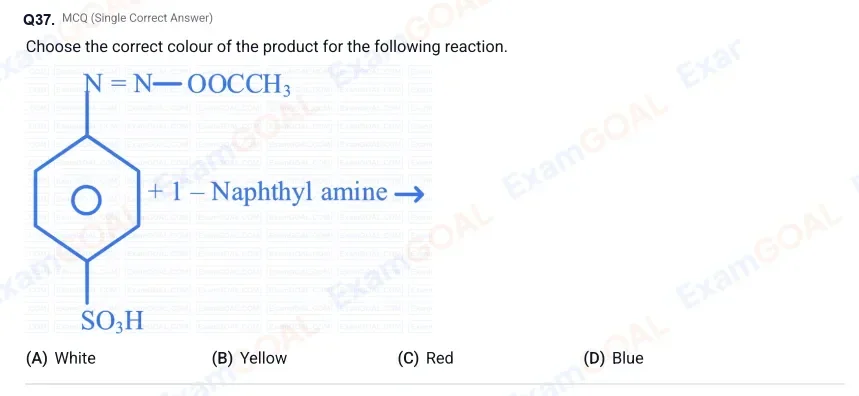 Q37. MCQ (Single Correct Answer)
Choose the correct colour of the product for the following reaction.
N = N — OOCCH₃
+ 1 – Naphthyl amine →
SO₃H
(A) White (B) Yellow (C) Red (D) Blue
ExamGOAL